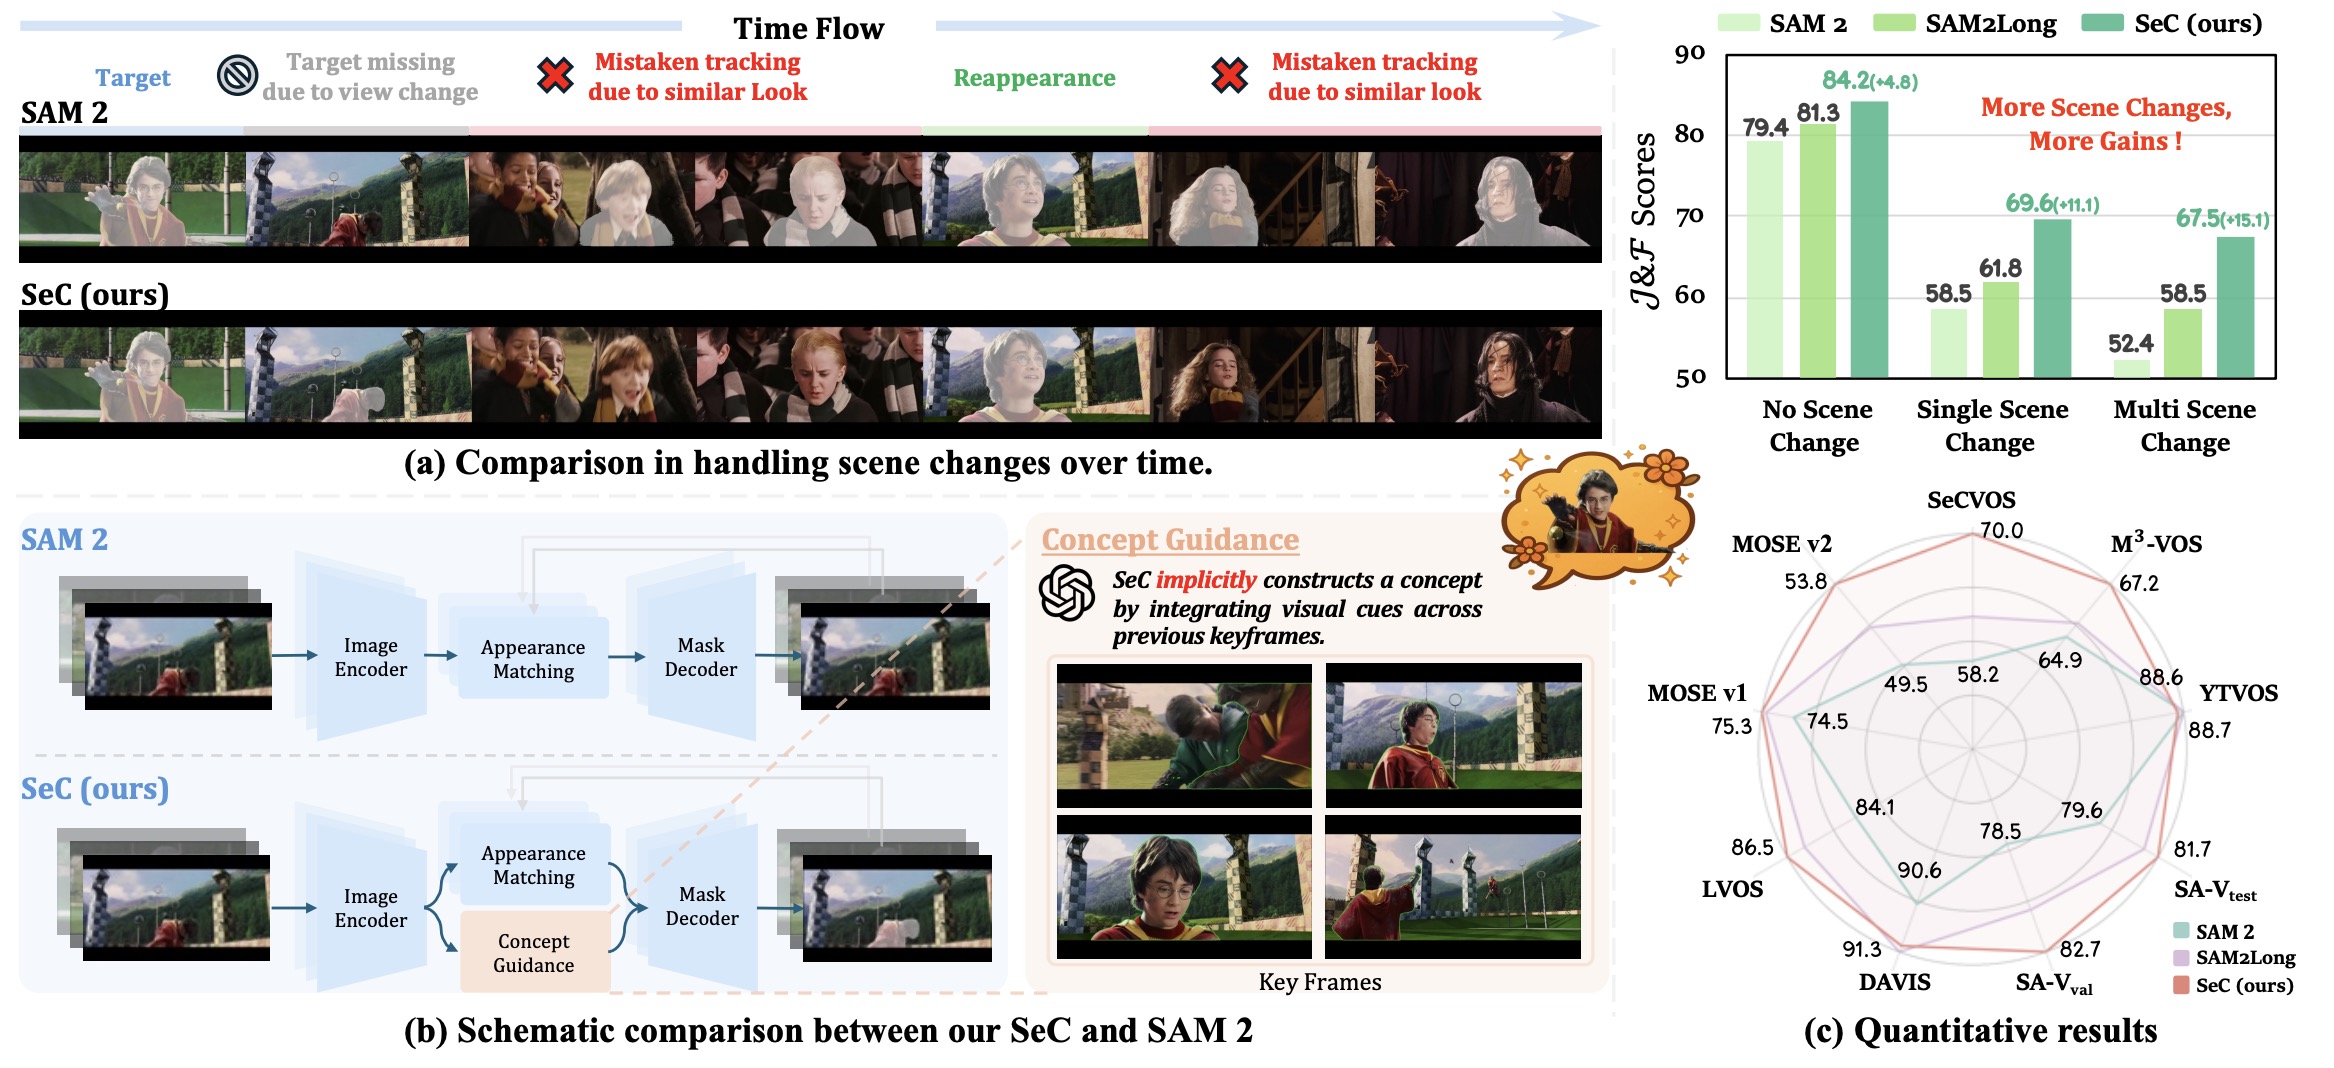 Time Flow
Target
Target missing
due to view change
Mistaken tracking
due to similar Look
Reappearance
Mistaken tracking
due to similar look
SAM 2
SeC (ours)
(a) Comparison in handling scene changes over time.
SAM 2
Image
Encoder
Appearance
Matching
Mask
Decoder
SeC (ours)
Image
Encoder
Appearance
Matching
Concept
Guidance
Mask
Decoder
Concept Guidance
SeC implicitly constructs a concept
by integrating visual cues across
previous keyframes.
Key Frames
(b) Schematic comparison between our SeC and SAM 2
SAM 2
SAM2Long
SeC (ours)
J&F Scores
90
80
70
60
50
79.4
81.3
84.2(+4.8)
58.5
61.8
69.6(+11.1)
52.4
58.5
67.5(+15.1)
More Scene Changes,
More Gains !
No Scene
Change
Single Scene
Change
Multi Scene
Change
SeCVOS
70.0
58.2
M³-VOS
67.2
64.9
YTVOS
88.6
88.7
SA-Vtest
81.7
79.6
SA-Vval
82.7
78.5
DAVIS
91.3
90.6
LVOS
86.5
84.1
MOSE v1
75.3
74.5
MOSE v2
53.8
49.5
SAM 2
SAM2Long
SeC (ours)
(c) Quantitative results